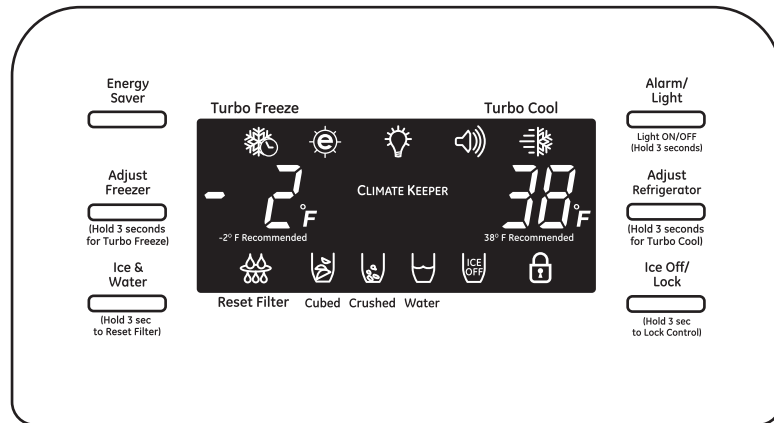 Energy
Saver
Turbo Freeze
Turbo Cool
Alarm/
Light
Light ON/OFF
(Hold 3 seconds)
e
Adjust
Freezer
(Hold 3 seconds
for Turbo Freeze)
- 2°F
-2° F Recommended
CLIMATE KEEPER
38°F
38° F Recommended
Adjust
Refrigerator
(Hold 3 seconds
for Turbo Cool)
Ice &
Water
(Hold 3 sec
to Reset Filter)
ICE
OFF
Reset Filter
Cubed
Crushed
Water
Ice Off/
Lock
(Hold 3 sec
to Lock Control)